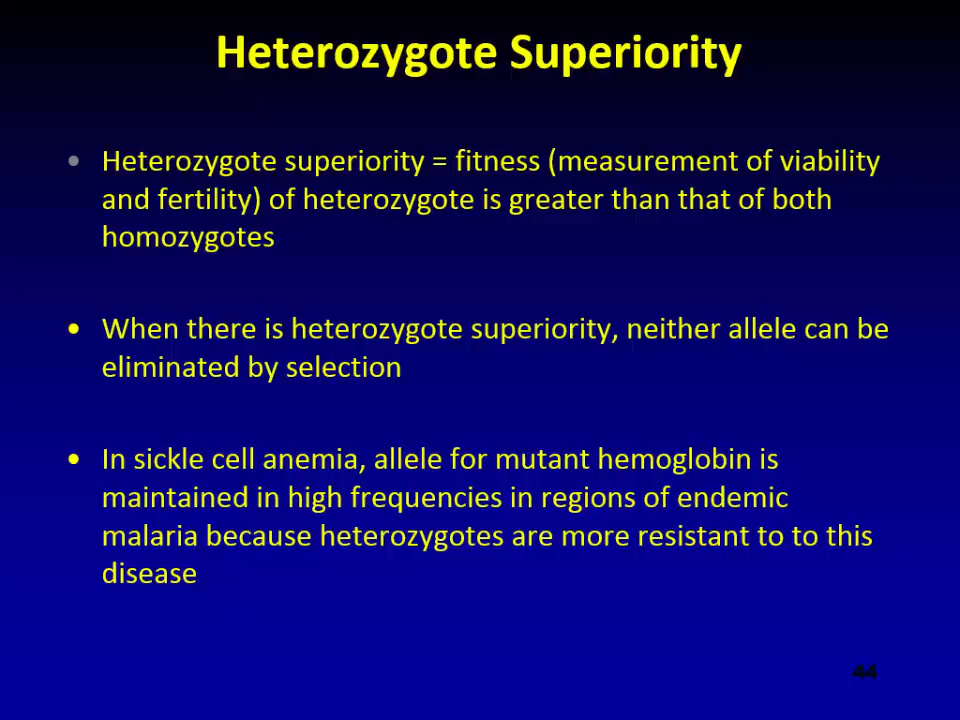 Heterozygote Superiority
• Heterozygote superiority = fitness (measurement of viability
and fertility) of heterozygote is greater than that of both
homozygotes
• When there is heterozygote superiority, neither allele can be
eliminated by selection
• In sickle cell anemia, allele for mutant hemoglobin is
maintained in high frequencies in regions of endemic
malaria because heterozygotes are more resistant to to this
disease
44